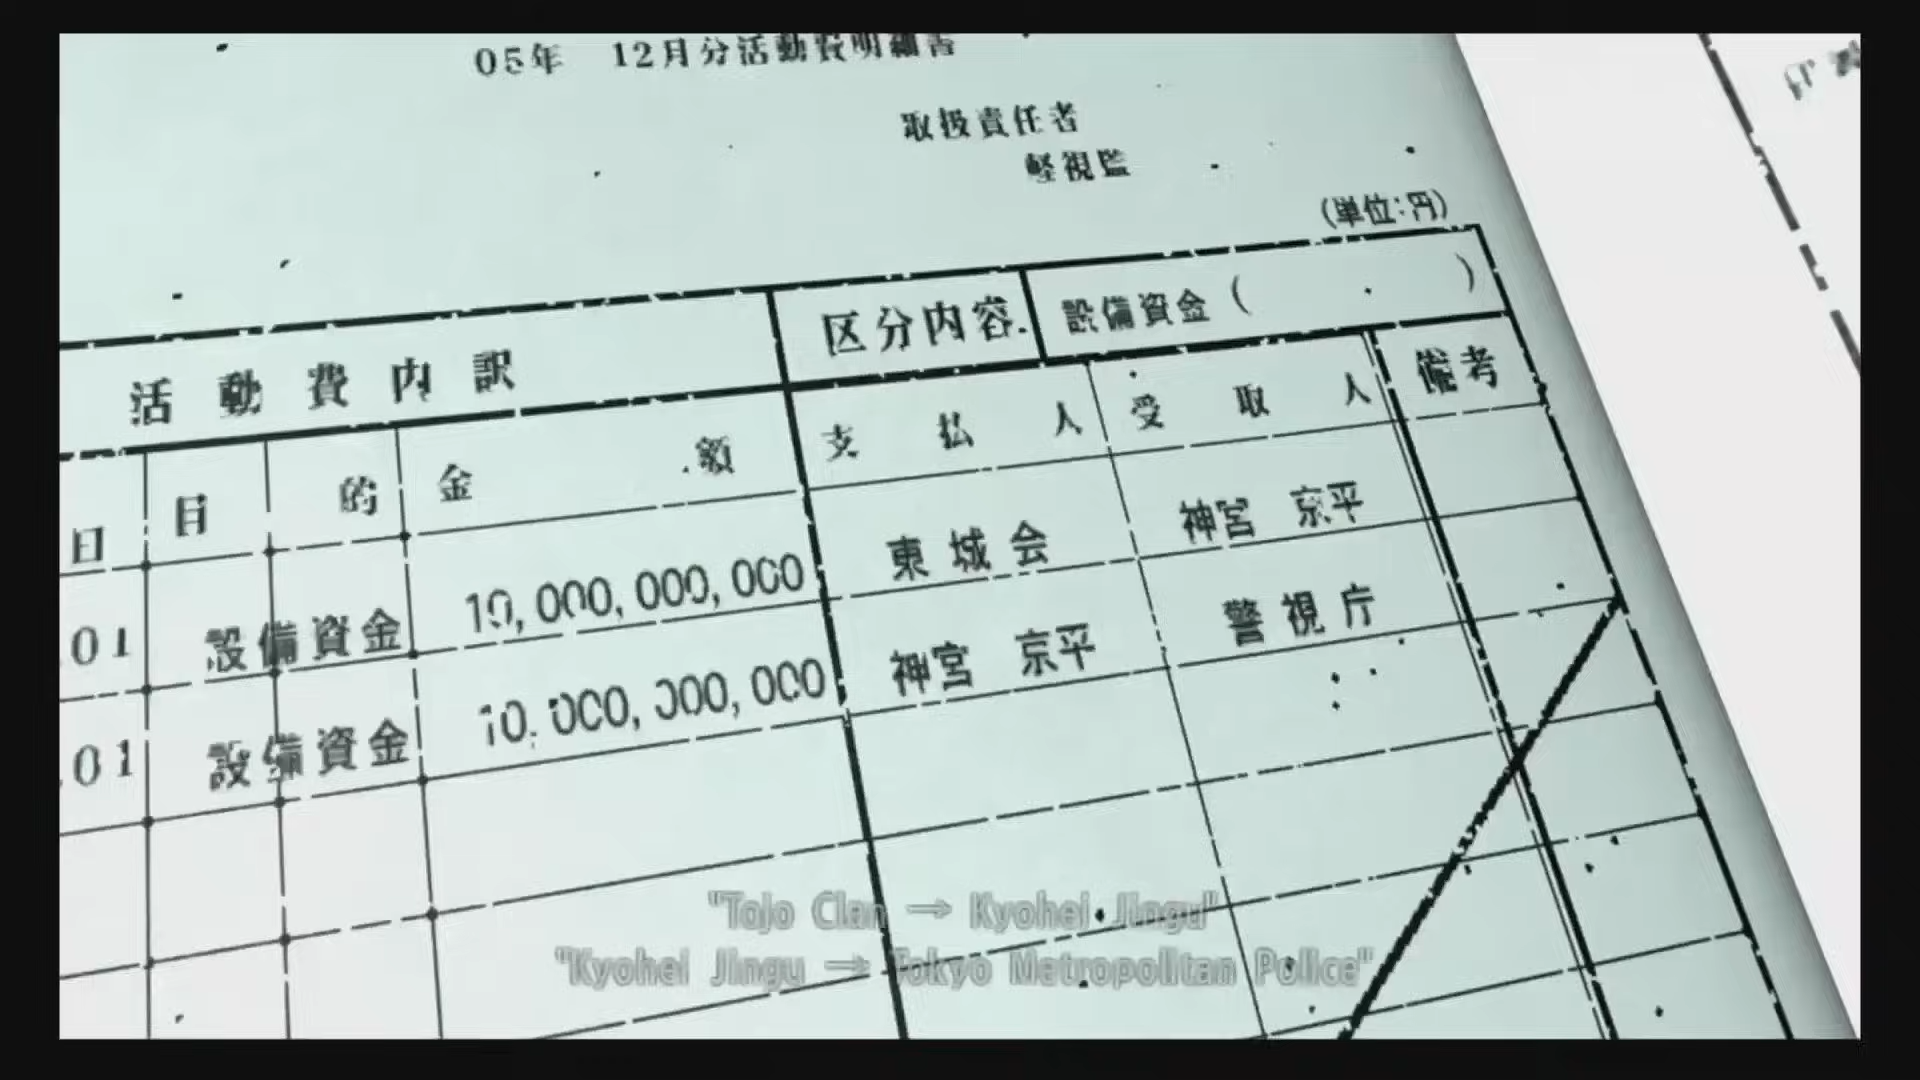 05年 12月分活動費明細書
取扱責任者
軽視監
(単位:円)
活動費内訳 区分内容 設備資金( )
日 目的 金額 支払人 受取人 備考
.01 設備資金 10,000,000,000 東城会 神宮 京平
.01 設備資金 10,000,000,000 神宮 京平 警視庁
"Tojo Clan → Kyohei Jingu"
"Kyohei Jingu → Tokyo Metropolitan Police"